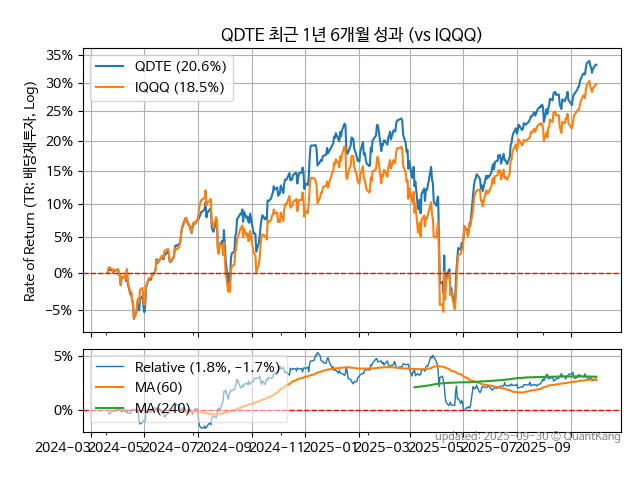 QDTE 최근 1년 6개월 성과 (vs IQQQ)
Rate of Return (TR: 배당재투자, Log)
35%
30%
25%
20%
15%
10%
5%
0%
−5%
QDTE (20.6%)
IQQQ (18.5%)
5%
0%
Relative (1.8%, −1.7%)
MA(60)
MA(240)
2024-03 2024-05 2024-07 2024-09 2024-11 2025-01 2025-03 2025-05 2025-07 2025-09
updated: 2025-09-30 © QuantKang